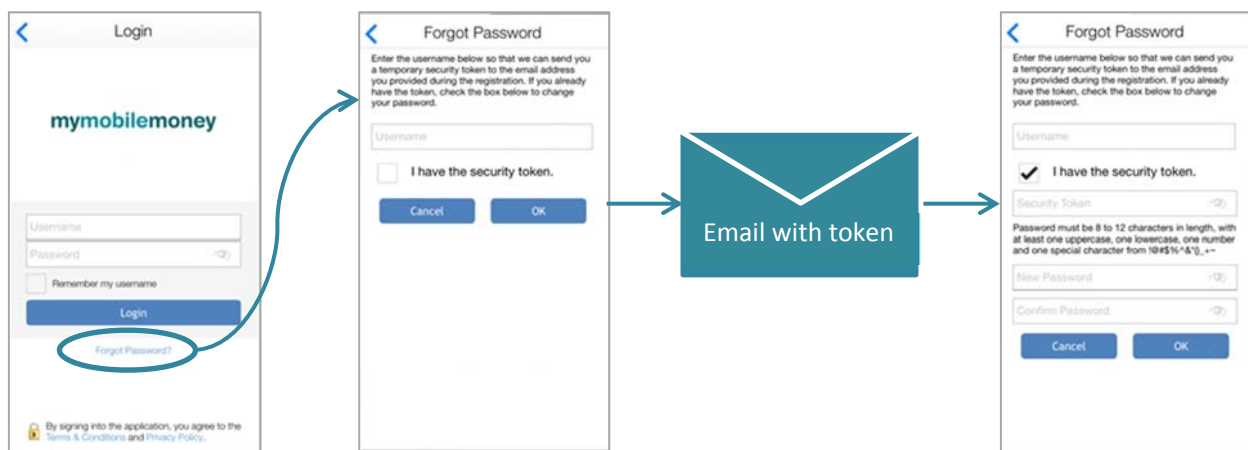 Login
mymobilemoney
Username
Password
Remember my username
Login
Forgot Password?
By signing into the application, you agree to the
Terms & Conditions and Privacy Policy.
Forgot Password
Enter the username below so that we can send you
a temporary security token to the email address
you provided during the registration. If you already
have the token, check the box below to change
your password.
Username
I have the security token.
Cancel
OK
Email with token
Forgot Password
Enter the username below so that we can send you
a temporary security token to the email address
you provided during the registration. If you already
have the token, check the box below to change
your password.
Username
I have the security token.
Security Token
Password must be 8 to 12 characters in length, with
at least one uppercase, one lowercase, one number
and one special character from !@#$%^&*()_+~
New Password
Confirm Password
Cancel
OK